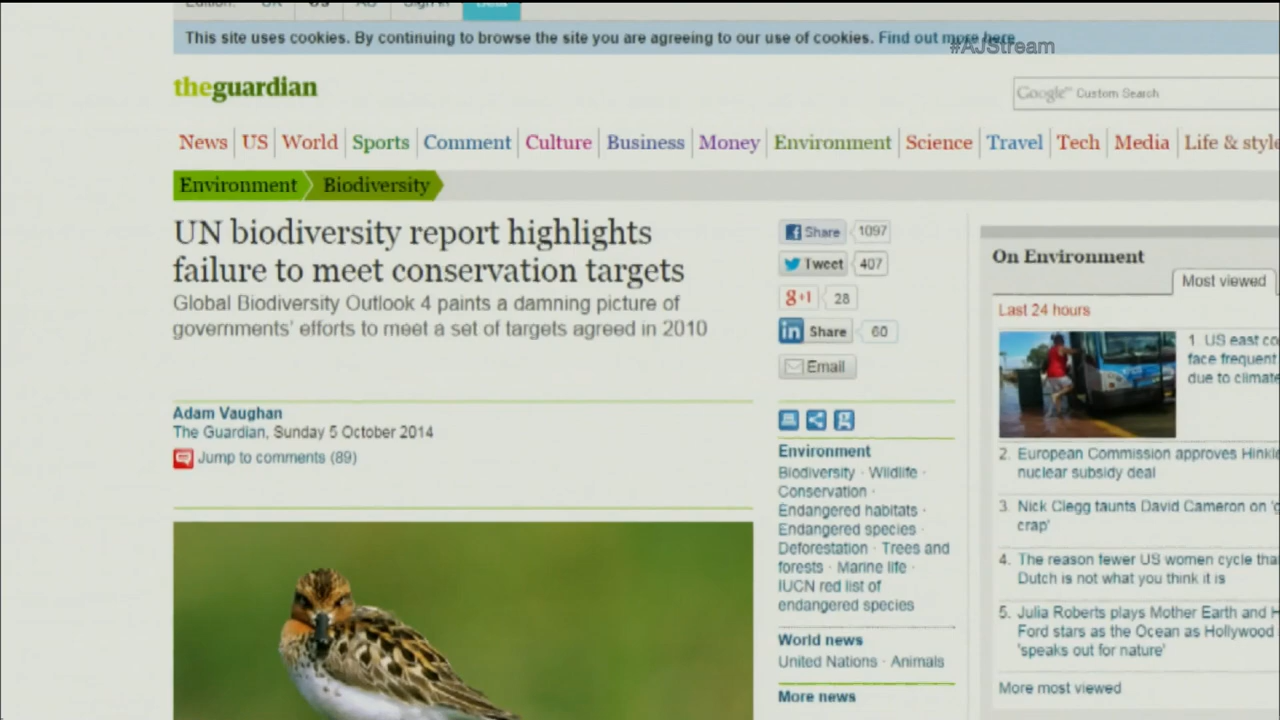 Edition:
Sign in
Beta
This site uses cookies. By continuing to browse the site you are agreeing to our use of cookies. Find out more here
#AJStream
theguardian
Google™ Custom Search
News US World Sports Comment Culture Business Money Environment Science Travel Tech Media Life & style
Environment Biodiversity
UN biodiversity report highlights
failure to meet conservation targets
Global Biodiversity Outlook 4 paints a damning picture of
governments' efforts to meet a set of targets agreed in 2010
Adam Vaughan
The Guardian, Sunday 5 October 2014
Jump to comments (89)
Share 1097
Tweet 407
g+1 28
in Share 60
Email
Environment
Biodiversity · Wildlife ·
Conservation ·
Endangered habitats ·
Endangered species ·
Deforestation · Trees and
forests · Marine life ·
IUCN red list of
endangered species
World news
United Nations · Animals
More news
On Environment
Most viewed
Last 24 hours
1. US east co
face frequent
due to climate
2. European Commission approves Hinkle
nuclear subsidy deal
3. Nick Clegg taunts David Cameron on 'g
crap'
4. The reason fewer US women cycle tha
Dutch is not what you think it is
5. Julia Roberts plays Mother Earth and H
Ford stars as the Ocean as Hollywood
'speaks out for nature'
More most viewed